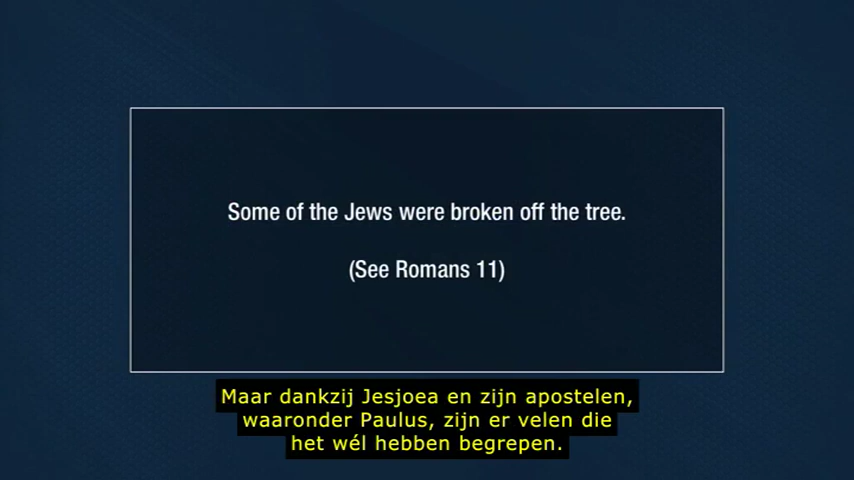 Some of the Jews were broken off the tree.
(See Romans 11)
Maar dankzij Jesjoea en zijn apostelen,
waaronder Paulus, zijn er velen die
het wél hebben begrepen.